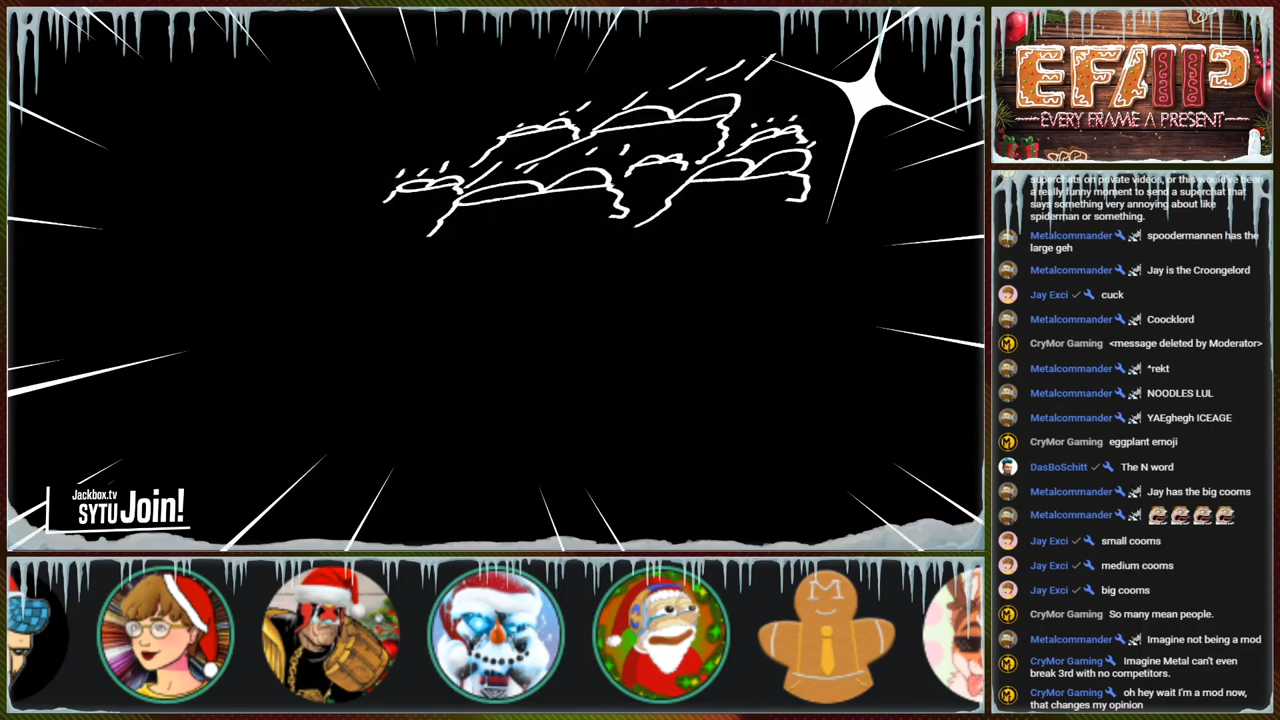 EFAIIP
EVERY FRAME A PRESENT
superchats on private videos, or this would've been
a really funny moment to send a superchat that
says something very annoying about like
spiderman or something.
Metalcommander spoodermannen has the
large geh
Metalcommander Jay is the Croongelord
Jay Exci cuck
Metalcommander Coocklord
CryMor Gaming <message deleted by Moderator>
Metalcommander ^rekt
Metalcommander NOODLES LUL
Metalcommander YAEghegh ICEAGE
CryMor Gaming eggplant emoji
DasBoSchitt The N word
Metalcommander Jay has the big cooms
Metalcommander
Jay Exci small cooms
Jay Exci medium cooms
Jay Exci big cooms
CryMor Gaming So many mean people.
Metalcommander Imagine not being a mod
CryMor Gaming Imagine Metal can't even
break 3rd with no competitors.
CryMor Gaming oh hey wait I'm a mod now,
that changes my opinion
Jackbox.tv
SYTU Join!
M